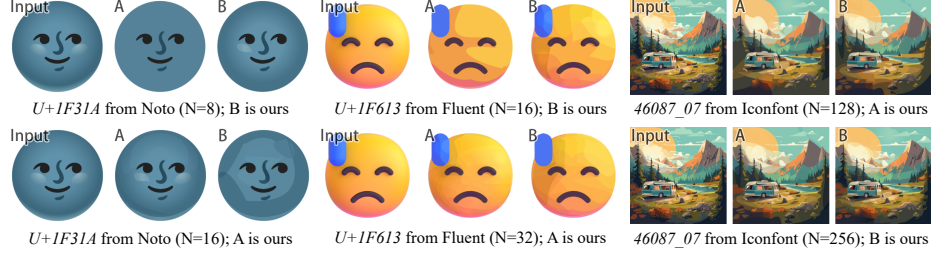 Input A B Input A B Input A B
U+1F31A from Noto (N=8); B is ours U+1F613 from Fluent (N=16); B is ours 46087_07 from Iconfont (N=128); A is ours
Input A B Input A B Input A B
U+1F31A from Noto (N=16); A is ours U+1F613 from Fluent (N=32); A is ours 46087_07 from Iconfont (N=256); B is ours